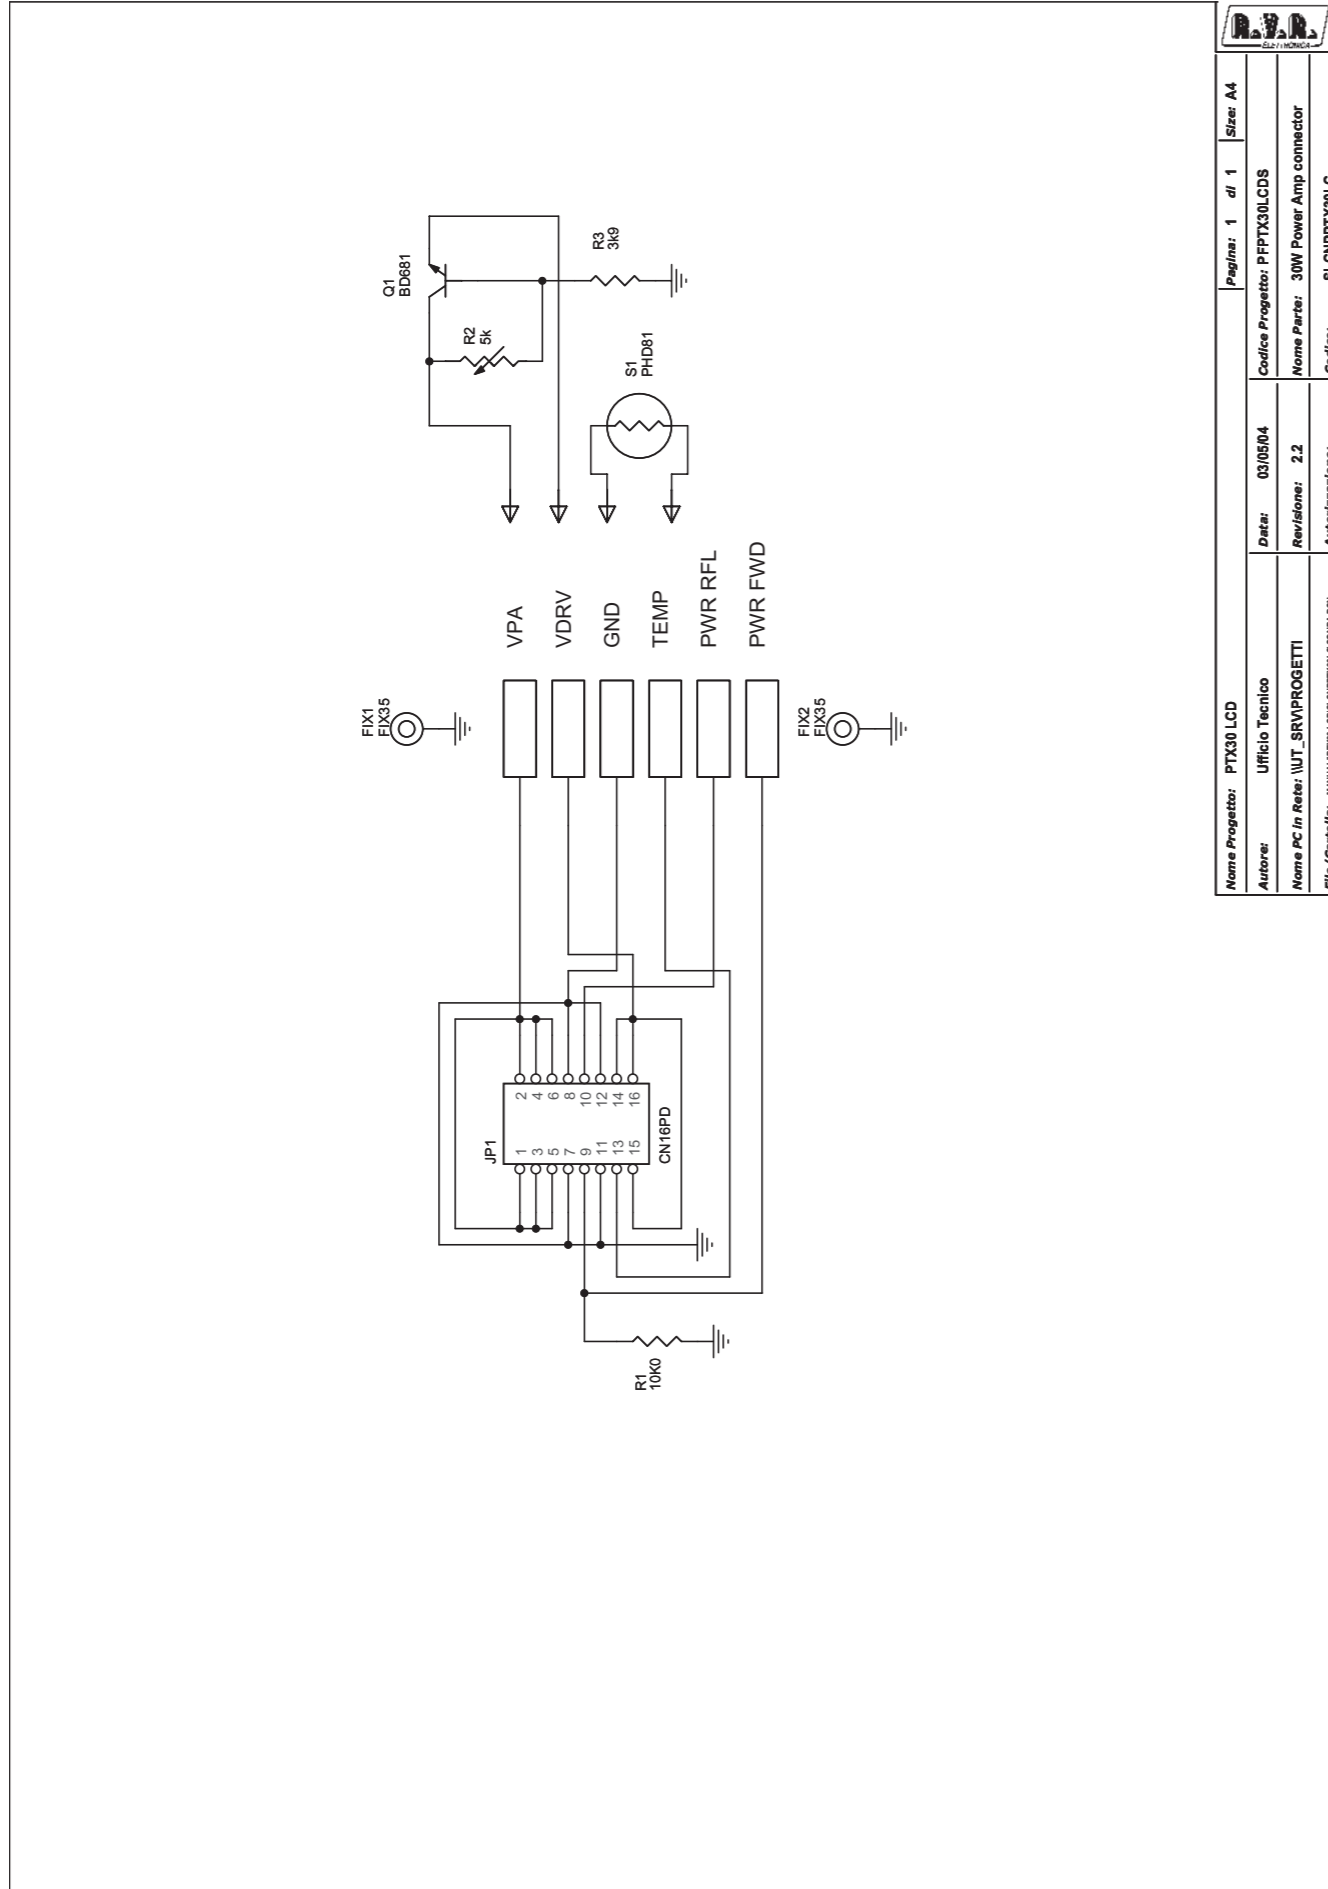 Q1
BD681
R2
5k
R3
3k9
S1
PHD81
VPA
VDRV
GND
TEMP
PWR RFL
PWR FWD
FIX1
FIX35
FIX2
FIX35
JP1
2
4
6
8
10
12
14
16
1
3
5
7
9
11
13
15
CN16PD
R1
10K0
R.V.R.
ELETTRONICA
Nome Progetto: PTX30 LCD
Pagina: 1 di 1
Size: A4
Autore: Ufficio Tecnico
Data: 03/05/04
Codice Progetto: PFPTX30LCDS
Nome PC in Rete: \\UT_SRV\PROGETTI
Revisione: 2.2
Nome Parte: 30W Power Amp connector